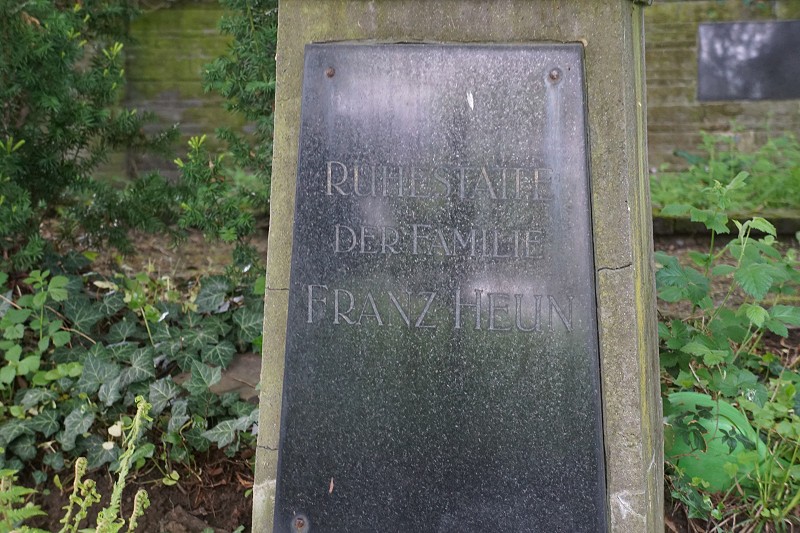 RUHESTÄTTE
DER FAMILIE
FRANZ HEUN